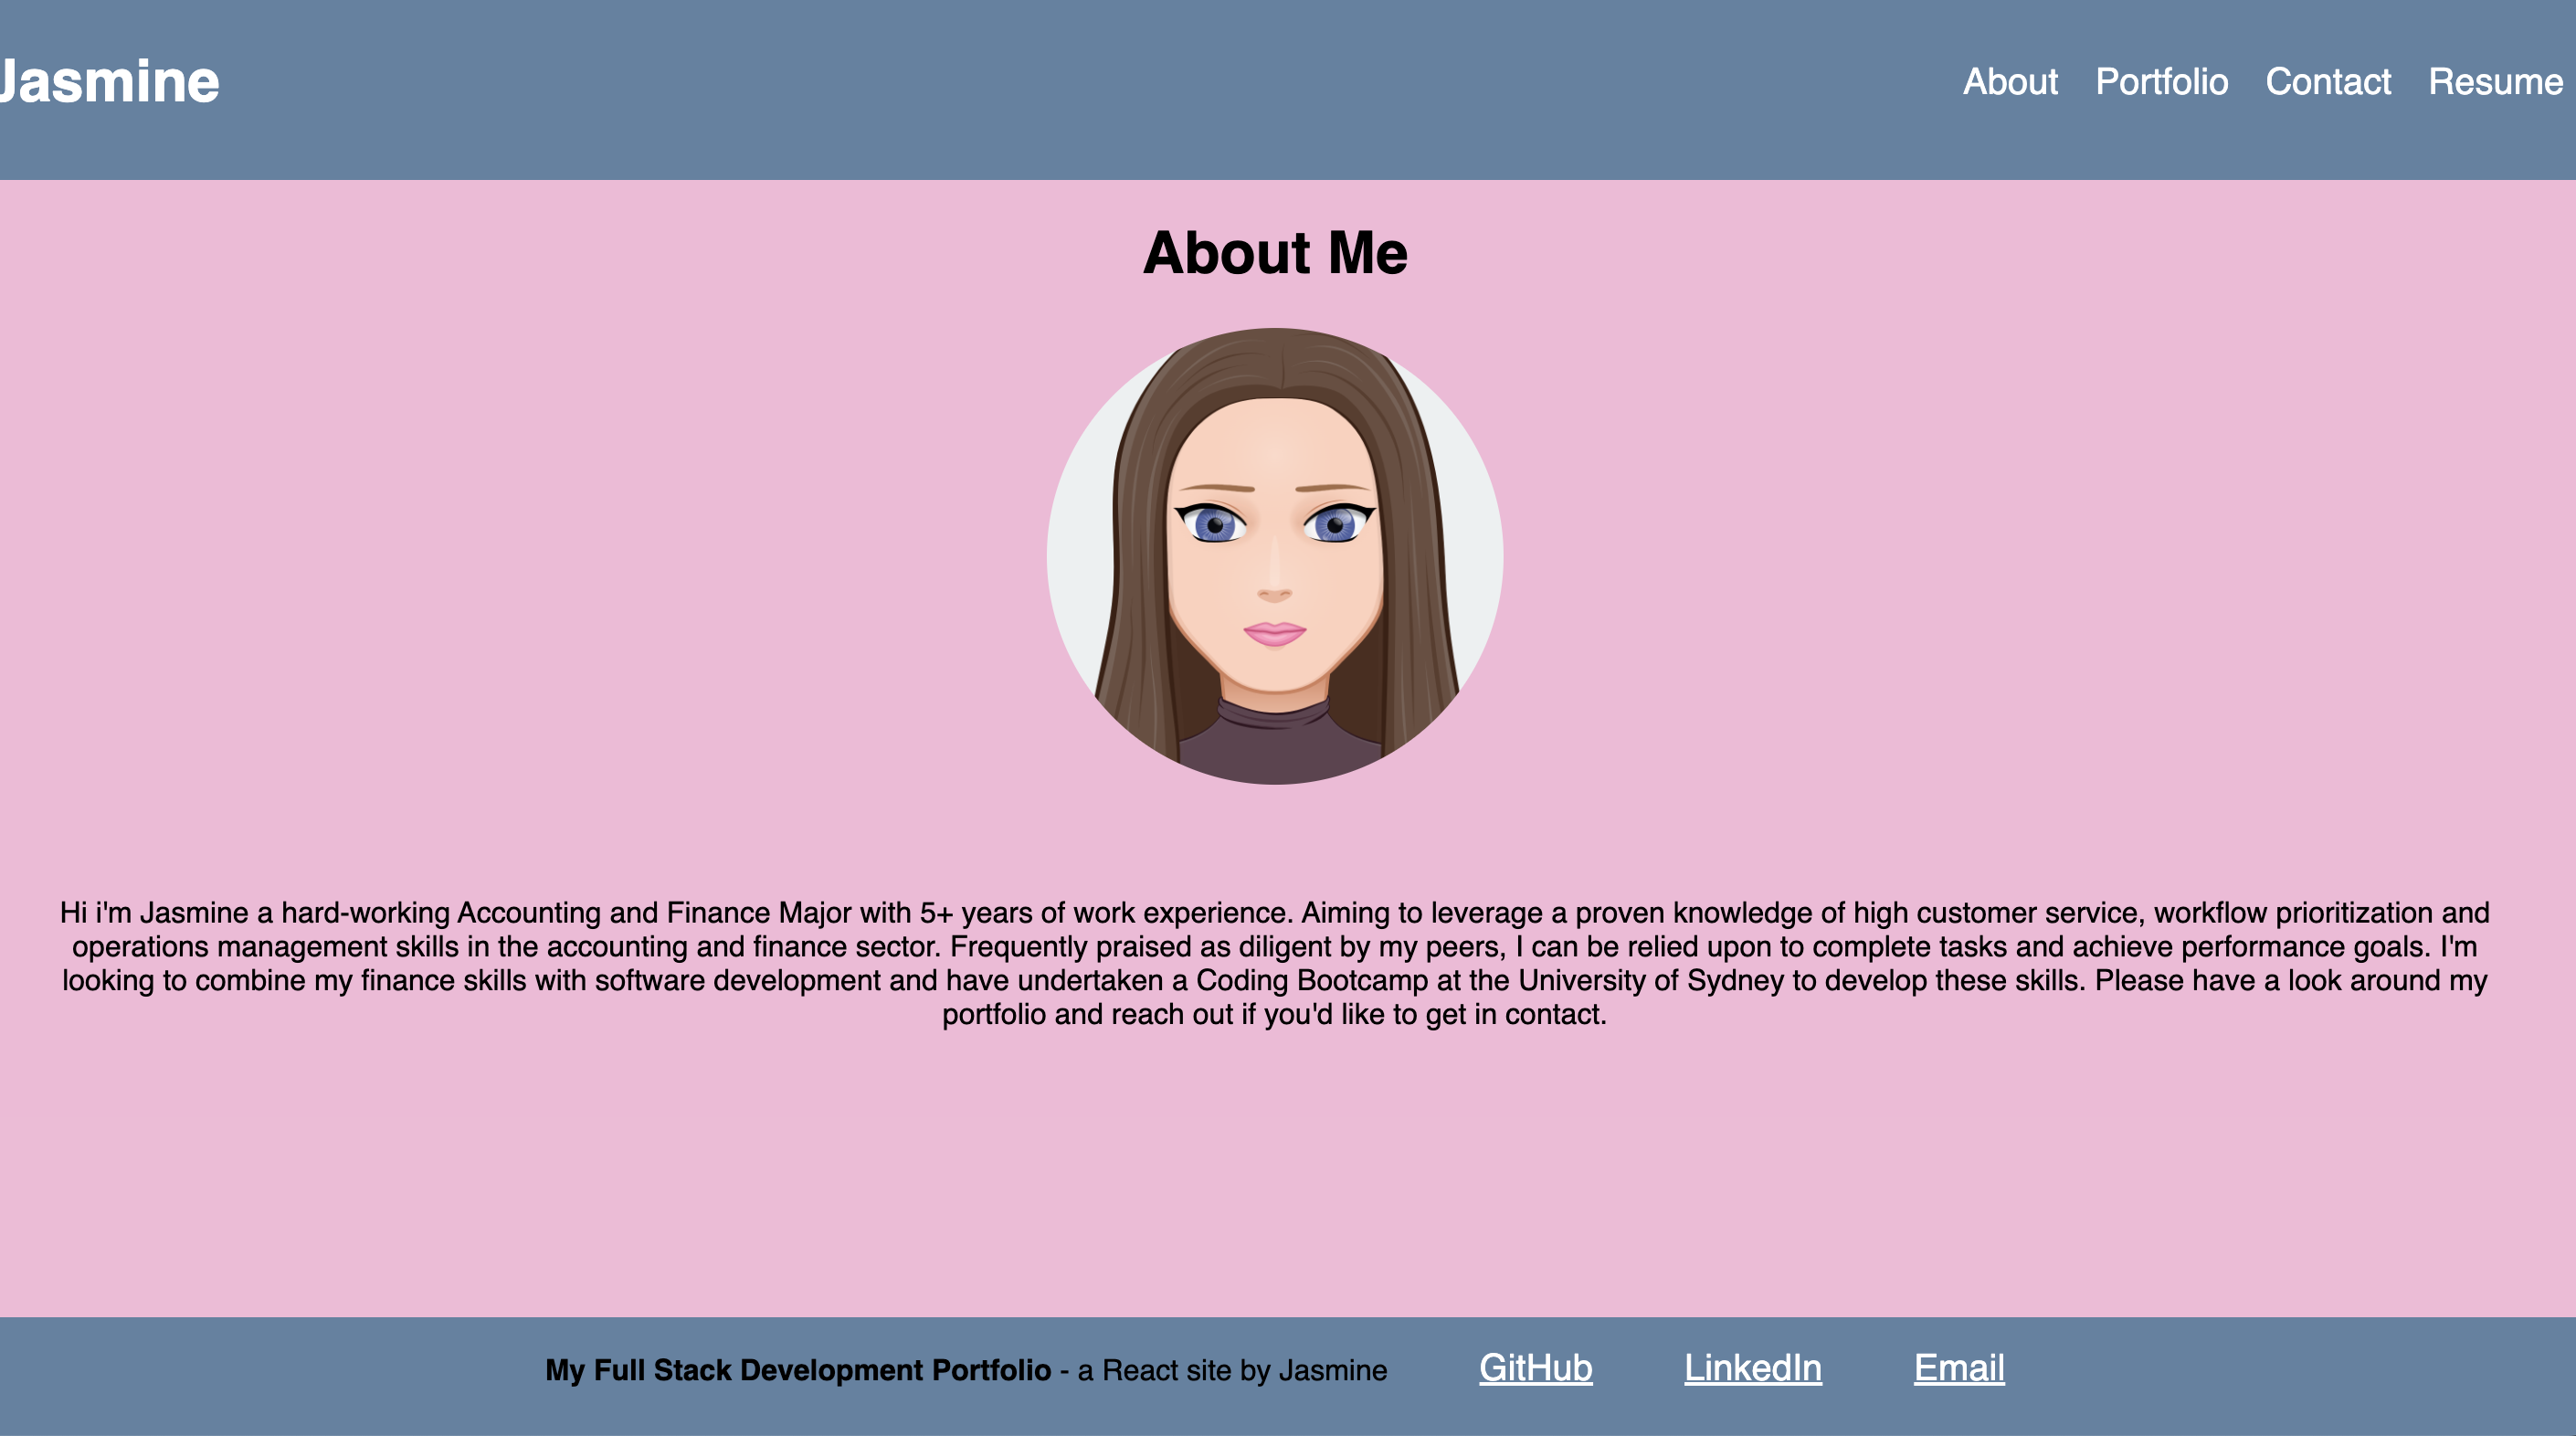 Jasmine
About Portfolio Contact Resume
About Me
Hi i'm Jasmine a hard-working Accounting and Finance Major with 5+ years of work experience. Aiming to leverage a proven knowledge of high customer service, workflow prioritization and
operations management skills in the accounting and finance sector. Frequently praised as diligent by my peers, I can be relied upon to complete tasks and achieve performance goals. I'm
looking to combine my finance skills with software development and have undertaken a Coding Bootcamp at the University of Sydney to develop these skills. Please have a look around my
portfolio and reach out if you'd like to get in contact.
My Full Stack Development Portfolio - a React site by Jasmine GitHub LinkedIn Email